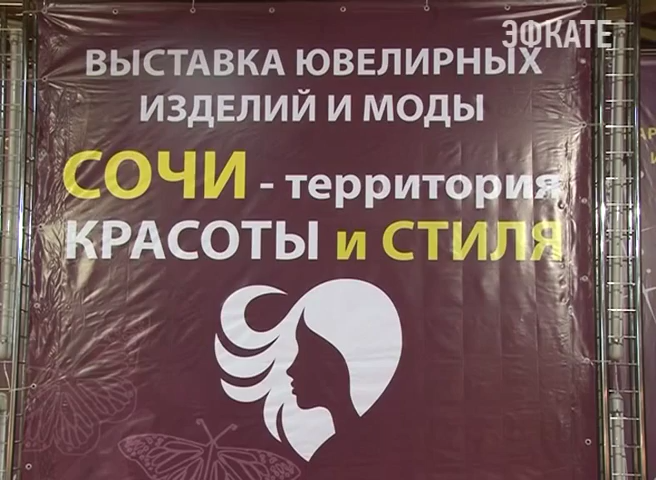 ЭФКАТЕ
ВЫСТАВКА ЮВЕЛИРНЫХ
ИЗДЕЛИЙ И МОДЫ
СОЧИ - территория
КРАСОТЫ и СТИЛЯ